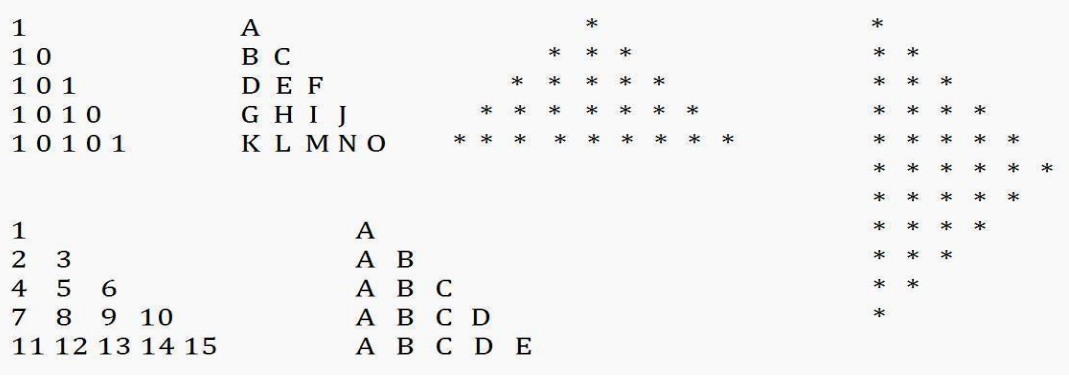 1
1 0
1 0 1
1 0 1 0
1 0 1 0 1
A
B C
D E F
G H I J
K L M N O
*
* * *
* * * * *
* * * * * * *
* * * * * * * * *
*
* *
* * *
* * * *
* * * * *
* * * * * *
* * * * *
* * * *
* * *
* *
*
1
2 3
4 5 6
7 8 9 10
11 12 13 14 15
A
A B
A B C
A B C D
A B C D E